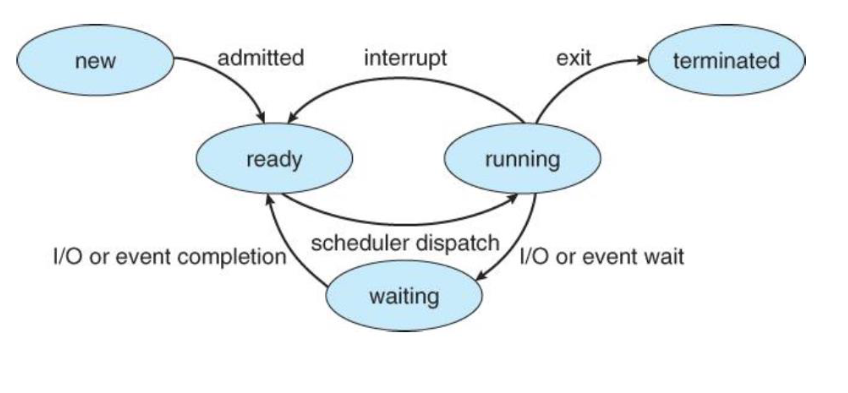 new
admitted
interrupt
exit
terminated
ready
running
scheduler dispatch
I/O or event completion
I/O or event wait
waiting